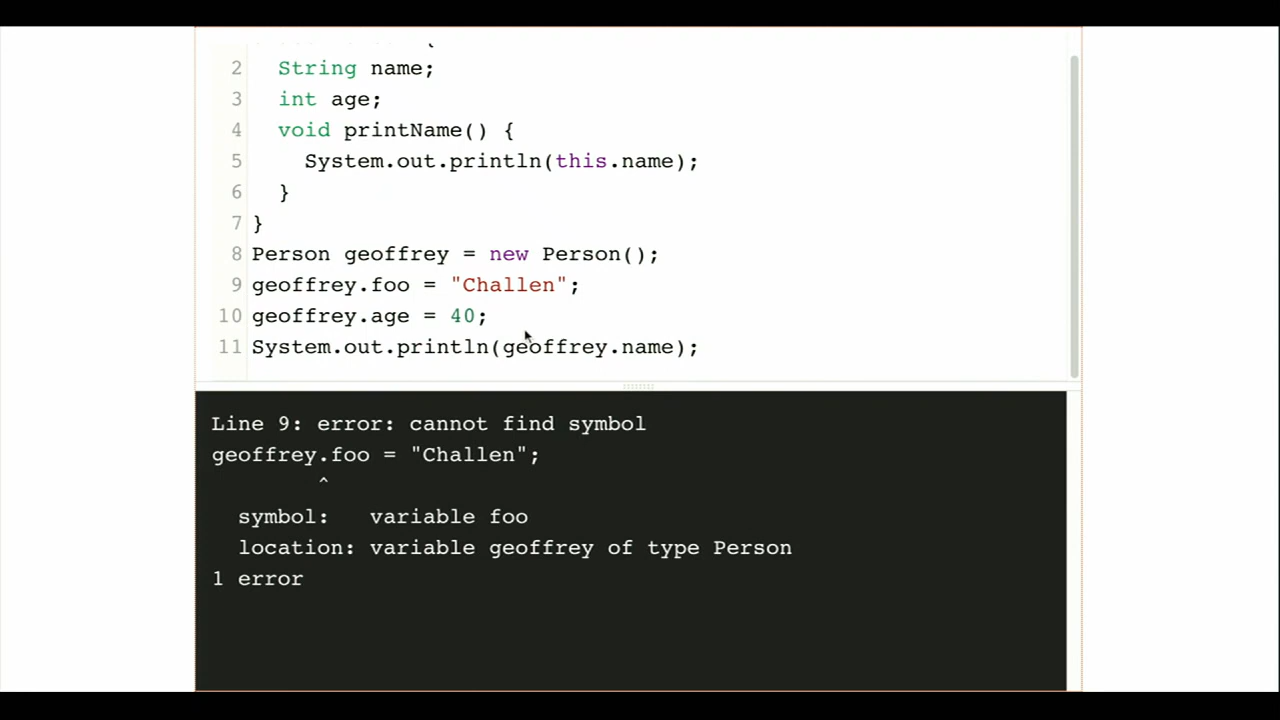 {
2 String name;
3 int age;
4 void printName() {
5 System.out.println(this.name);
6 }
7 }
8 Person geoffrey = new Person();
9 geoffrey.foo = "Challen";
10 geoffrey.age = 40;
11 System.out.println(geoffrey.name);
Line 9: error: cannot find symbol
geoffrey.foo = "Challen";
^
symbol: variable foo
location: variable geoffrey of type Person
1 error